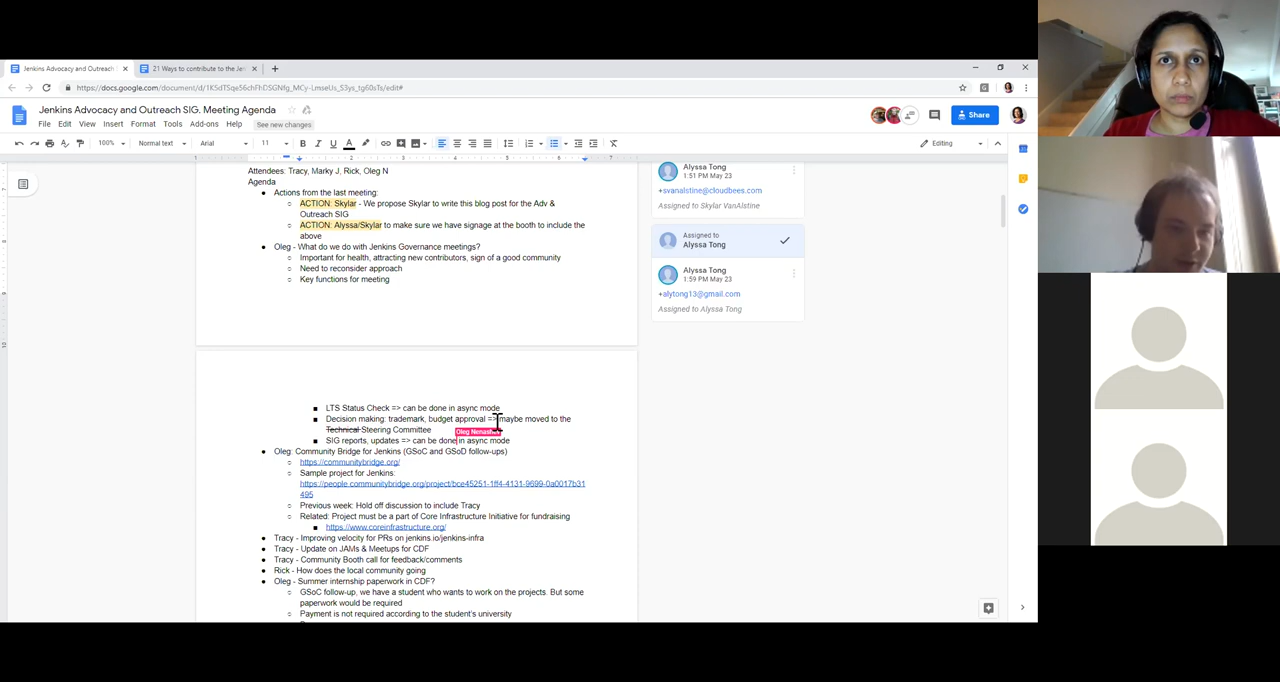 Jenkins Advocacy and Outreach
21 Ways to contribute to the Jen
https://docs.google.com/document/d/
Jenkins Advocacy and Outreach SIG. Meeting Agenda
File Edit View Insert Format Tools Add-ons Help See new changes
Share
100% Normal text Arial 11 Editing
Attendees: Tracy, Marky J, Rick, Oleg N
Agenda
Actions from the last meeting:
ACTION: Skylar - We propose Skylar to write this blog post for the Adv &
Outreach SIG
ACTION: Alyssa/Skylar to make sure we have signage at the booth to include the
above
Oleg - What do we do with Jenkins Governance meetings?
Important for health, attracting new contributors, sign of a good community
Need to reconsider approach
Key functions for meeting
LTS Status Check => can be done in async mode
Decision making: trademark, budget approval => maybe moved to the
Technical Steering Committee
Oleg Nenashev
SIG reports, updates => can be done in async mode
Oleg: Community Bridge for Jenkins (GSoC and GSoD follow-ups)
https://communitybridge.org/
Sample project for Jenkins:
https://people.communitybridge.org/project/bce45251-1ff4-4131-9699-0a0017b31
495
Previous week: Hold off discussion to include Tracy
Related: Project must be a part of Core Infrastructure Initiative for fundraising
https://www.coreinfrastructure.org/
Tracy - Improving velocity for PRs on jenkins.io/jenkins-infra
Tracy - Update on JAMs & Meetups for CDF
Tracy - Community Booth call for feedback/comments
Rick - How does the local community going
Oleg - Summer internship paperwork in CDF?
GSoC follow-up, we have a student who wants to work on the projects. But some
paperwork would be required
Payment is not required according to the student's university
Alyssa Tong
1:51 PM May 23
+svanalstine@cloudbees.com
Assigned to Skylar VanAlstine
Assigned to
Alyssa Tong
Alyssa Tong
1:59 PM May 23
+alytong13@gmail.com
Assigned to Alyssa Tong